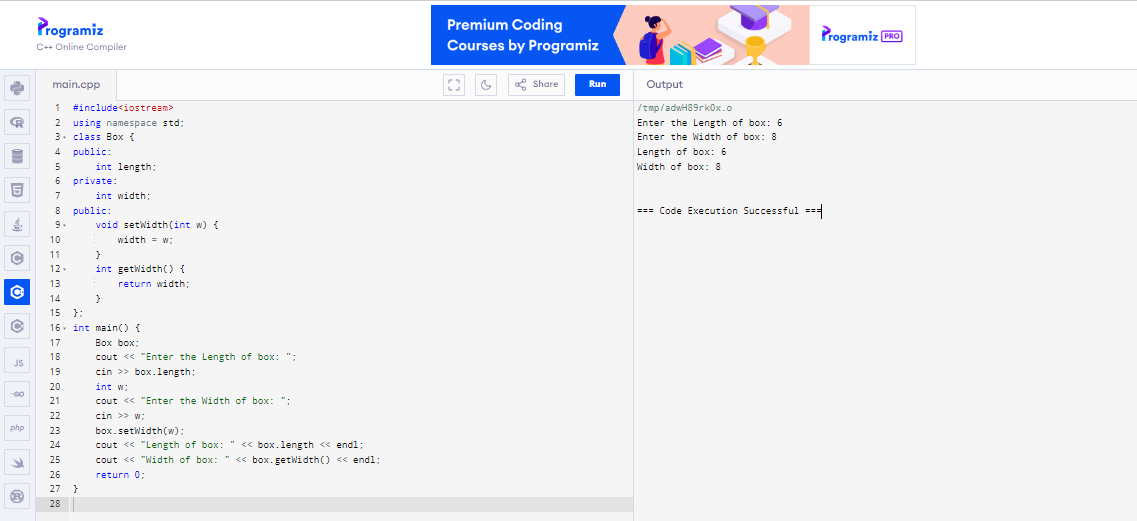 Programiz
C++ Online Compiler
Premium Coding
Courses by Programiz
Programiz PRO
main.cpp
Share
Run
Output
1 #include<iostream>
2 using namespace std;
3 class Box {
4 public:
5     int length;
6 private:
7     int width;
8 public:
9     void setWidth(int w) {
10         width = w;
11     }
12     int getWidth() {
13         return width;
14     }
15 };
16 int main() {
17     Box box;
18     cout << "Enter the Length of box: ";
19     cin >> box.length;
20     int w;
21     cout << "Enter the Width of box: ";
22     cin >> w;
23     box.setWidth(w);
24     cout << "Length of box: " << box.length << endl;
25     cout << "Width of box: " << box.getWidth() << endl;
26     return 0;
27 }
28
/tmp/adwH89rkOx.o
Enter the Length of box: 6
Enter the Width of box: 8
Length of box: 6
Width of box: 8
=== Code Execution Successful ===
JS
GO
php